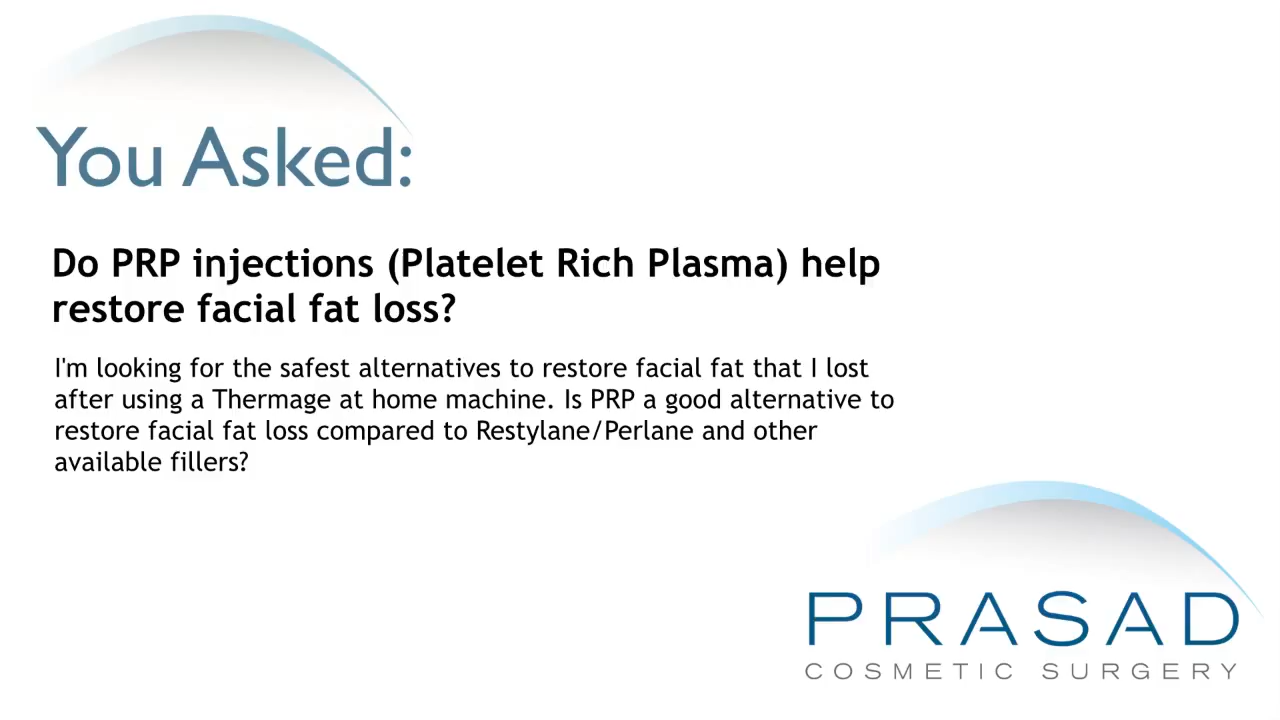 You Asked:
Do PRP injections (Platelet Rich Plasma) help
restore facial fat loss?
I'm looking for the safest alternatives to restore facial fat that I lost
after using a Thermage at home machine. Is PRP a good alternative to
restore facial fat loss compared to Restylane/Perlane and other
available fillers?
PRASAD
COSMETIC SURGERY